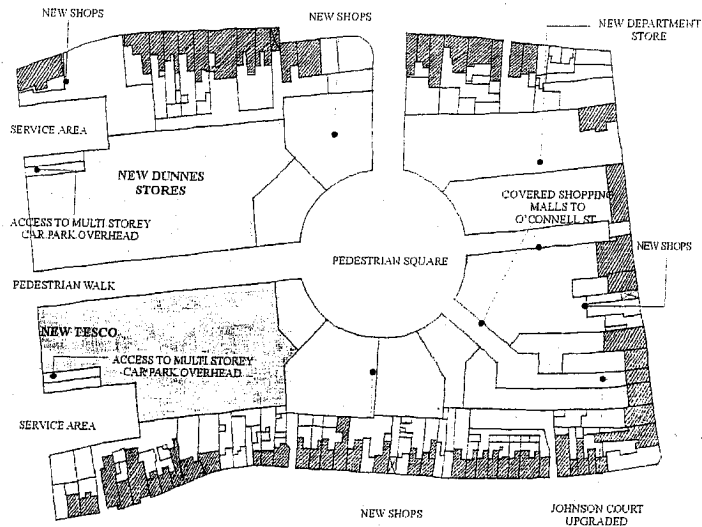 NEW SHOPS
NEW SHOPS
NEW DEPARTMENT
STORE
SERVICE AREA
NEW DUNNES
STORES
ACCESS TO MULTI STOREY
CAR PARK OVERHEAD
COVERED SHOPPING
MALLS TO
O'CONNELL ST.
NEW SHOPS
PEDESTRIAN SQUARE
PEDESTRIAN WALK
NEW TESCO
ACCESS TO MULTI STOREY
CAR PARK OVERHEAD
SERVICE AREA
NEW SHOPS
JOHNSON COURT
UPGRADED